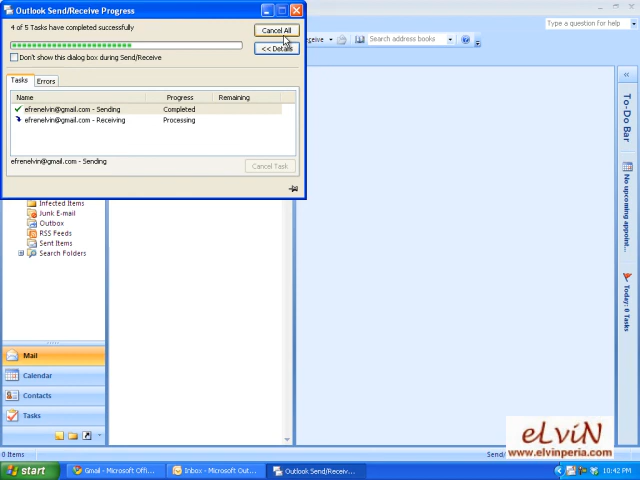 Outlook Send/Receive Progress
4 of 5 Tasks have completed successfully
Cancel All
<< Details
Don't show this dialog box during Send/Receive
Tasks
Errors
Name Progress Remaining
efrenelvin@gmail.com - Sending Completed
efrenelvin@gmail.com - Receiving Processing
efrenelvin@gmail.com - Sending
Cancel Task
Type a question for help
Search address books
To-Do Bar
No upcoming appoint...
Today: 0 Tasks
Infected Items
Junk E-mail
Outbox
RSS Feeds
Sent Items
Search Folders
Mail
Calendar
Contacts
Tasks
0 Items
Send/
eLviN
www.elvinperia.com
start
Gmail - Microsoft Offi...
Inbox - Microsoft Out...
Outlook Send/Receiv...
10:42 PM